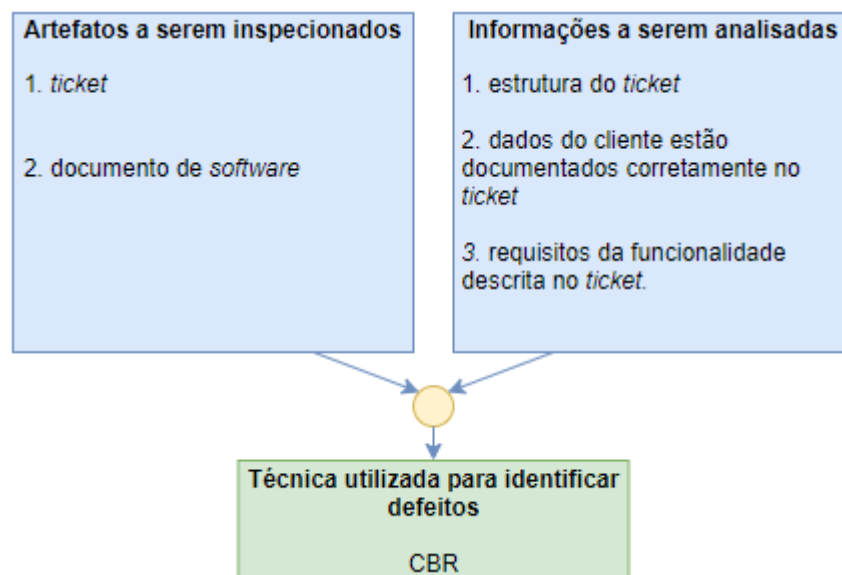 Artefatos a serem inspecionados
1. ticket
2. documento de software
Informações a serem analisadas
1. estrutura do ticket
2. dados do cliente estão
documentados corretamente no
ticket
3. requisitos da funcionalidade
descrita no ticket.
Técnica utilizada para identificar
defeitos
CBR